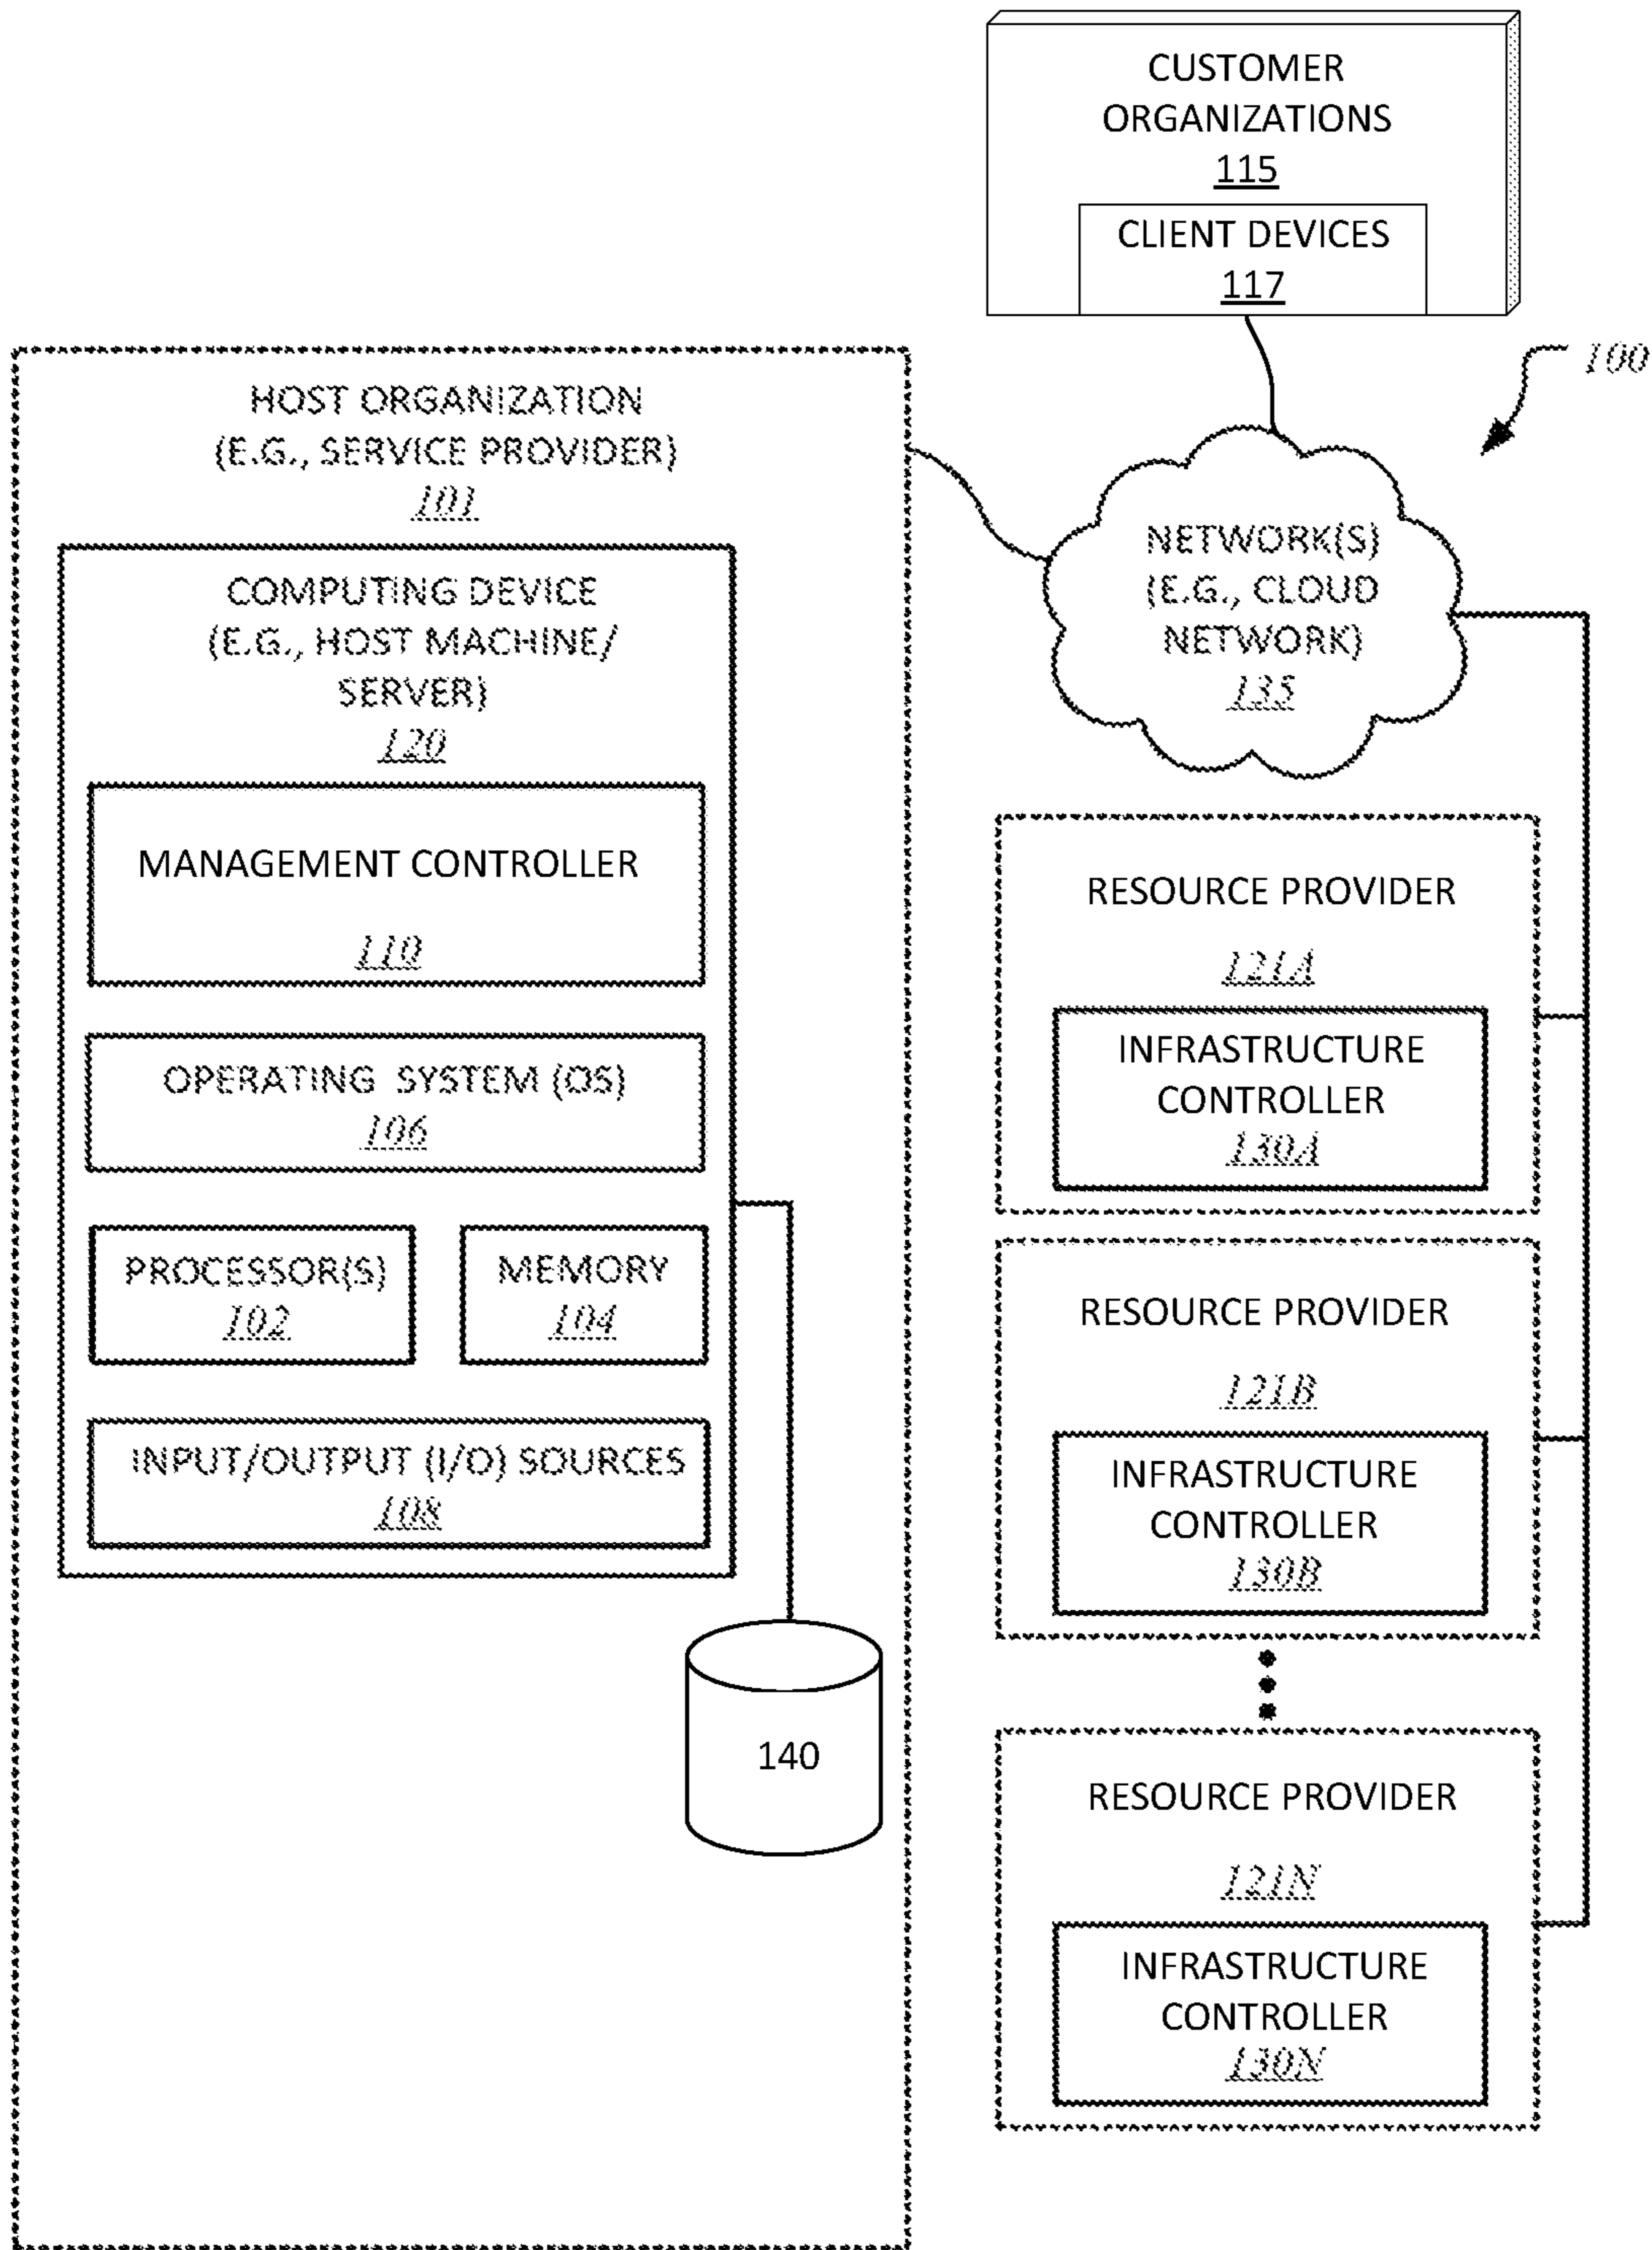 CUSTOMER
ORGANIZATIONS
115
CLIENT DEVICES
117
100
HOST ORGANIZATION
(E.G., SERVICE PROVIDER)
101
COMPUTING DEVICE
(E.G., HOST MACHINE/
SERVER)
120
MANAGEMENT CONTROLLER
110
OPERATING SYSTEM (OS)
106
PROCESSOR(S)
102
MEMORY
104
INPUT/OUTPUT (I/O) SOURCES
108
140
NETWORK(S)
(E.G., CLOUD
NETWORK)
135
RESOURCE PROVIDER
121A
INFRASTRUCTURE
CONTROLLER
130A
RESOURCE PROVIDER
121B
INFRASTRUCTURE
CONTROLLER
130B
RESOURCE PROVIDER
121N
INFRASTRUCTURE
CONTROLLER
130N